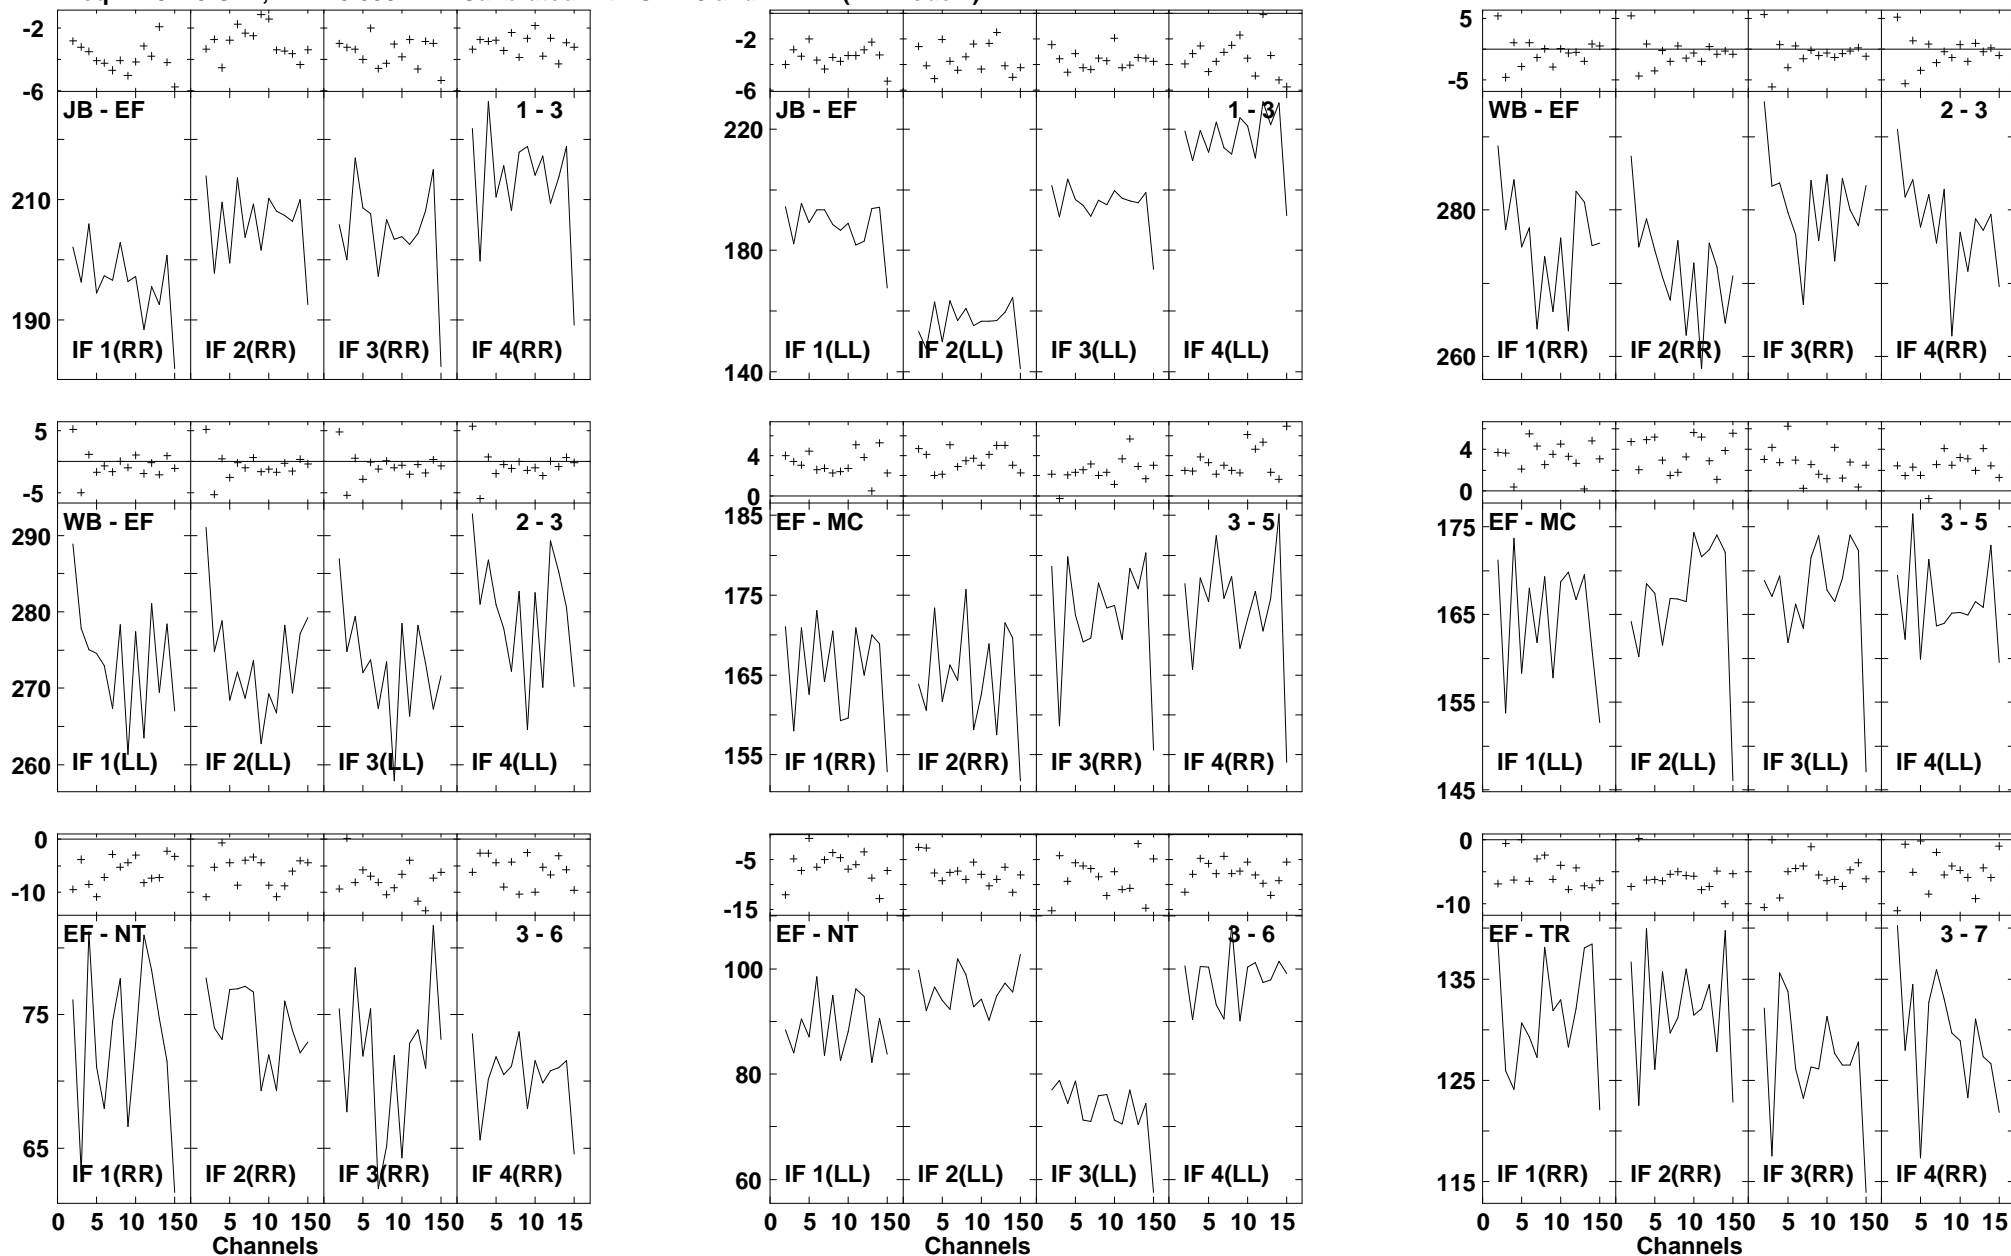 -2
-6
JB - EF
1 - 3
210
190
IF 1(RR)
IF 2(RR)
IF 3(RR)
IF 4(RR)
-2
-6
JB - EF
1 - 3
220
180
140
IF 1(LL)
IF 2(LL)
IF 3(LL)
IF 4(LL)
5
-5
WB - EF
2 - 3
280
260
IF 1(RR)
IF 2(RR)
IF 3(RR)
IF 4(RR)
5
-5
WB - EF
2 - 3
290
280
270
260
IF 1(LL)
IF 2(LL)
IF 3(LL)
IF 4(LL)
4
0
EF - MC
3 - 5
185
175
165
155
IF 1(RR)
IF 2(RR)
IF 3(RR)
IF 4(RR)
4
0
EF - MC
3 - 5
175
165
155
145
IF 1(LL)
IF 2(LL)
IF 3(LL)
IF 4(LL)
0
-10
EF - NT
3 - 6
75
65
IF 1(RR)
IF 2(RR)
IF 3(RR)
IF 4(RR)
0 5 10 150 5 10 150 5 10 150 5 10 15
Channels
-5
-15
EF - NT
3 - 6
100
80
60
IF 1(LL)
IF 2(LL)
IF 3(LL)
IF 4(LL)
0 5 10 150 5 10 150 5 10 150 5 10 15
Channels
0
-10
EF - TR
3 - 7
135
125
115
IF 1(RR)
IF 2(RR)
IF 3(RR)
IF 4(RR)
0 5 10 150 5 10 150 5 10 150 5 10 15
Channels